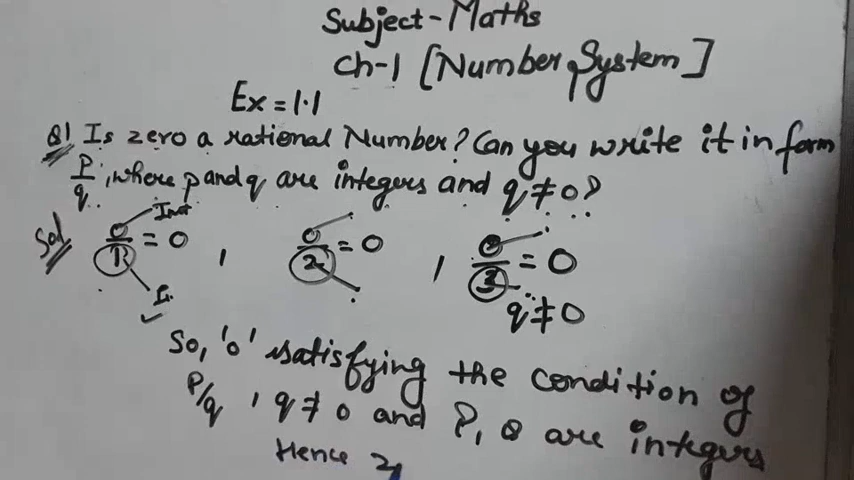 Subject-Maths
Ch-1 [Number System]
Ex = 1.1
Q1 Is zero a rational Number? Can you write it in form
P/q, where p and q are integers and q ≠ 0?
Sol 0/1 = 0 , 0/2 = 0 , 0/3 = 0
q ≠ 0
So, '0' satisfying the condition of
P/q , q ≠ 0 and P, Q are integers
Hence